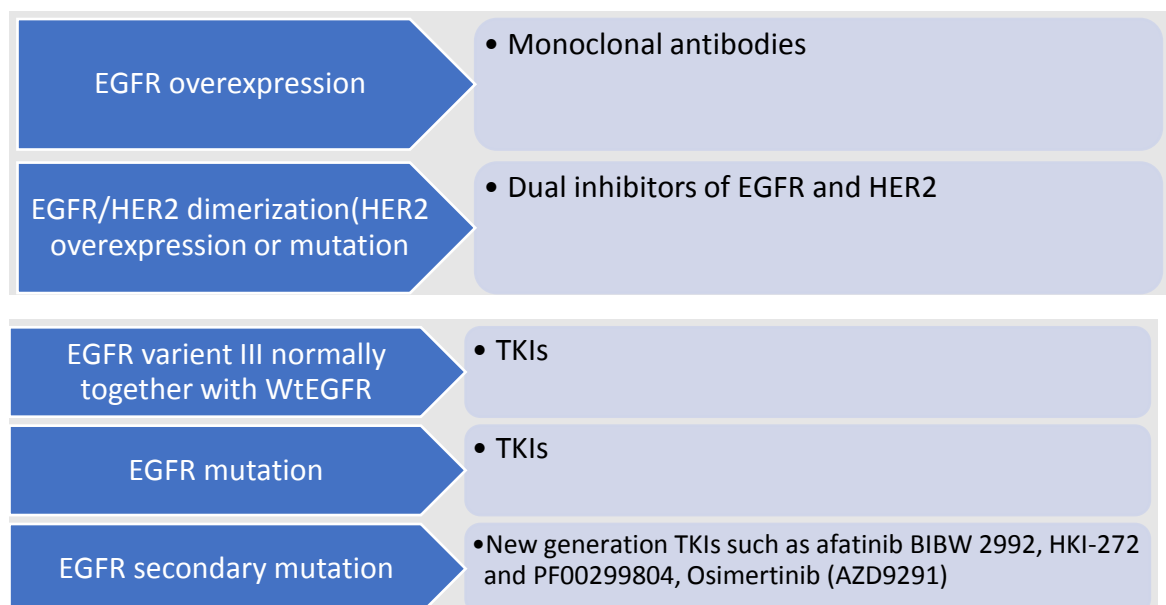 EGFR overexpression
• Monoclonal antibodies
EGFR/HER2 dimerization(HER2
overexpression or mutation
• Dual inhibitors of EGFR and HER2
EGFR varient III normally
together with WtEGFR
• TKIs
EGFR mutation
• TKIs
EGFR secondary mutation
•New generation TKIs such as afatinib BIBW 2992, HKI-272
and PF00299804, Osimertinib (AZD9291)